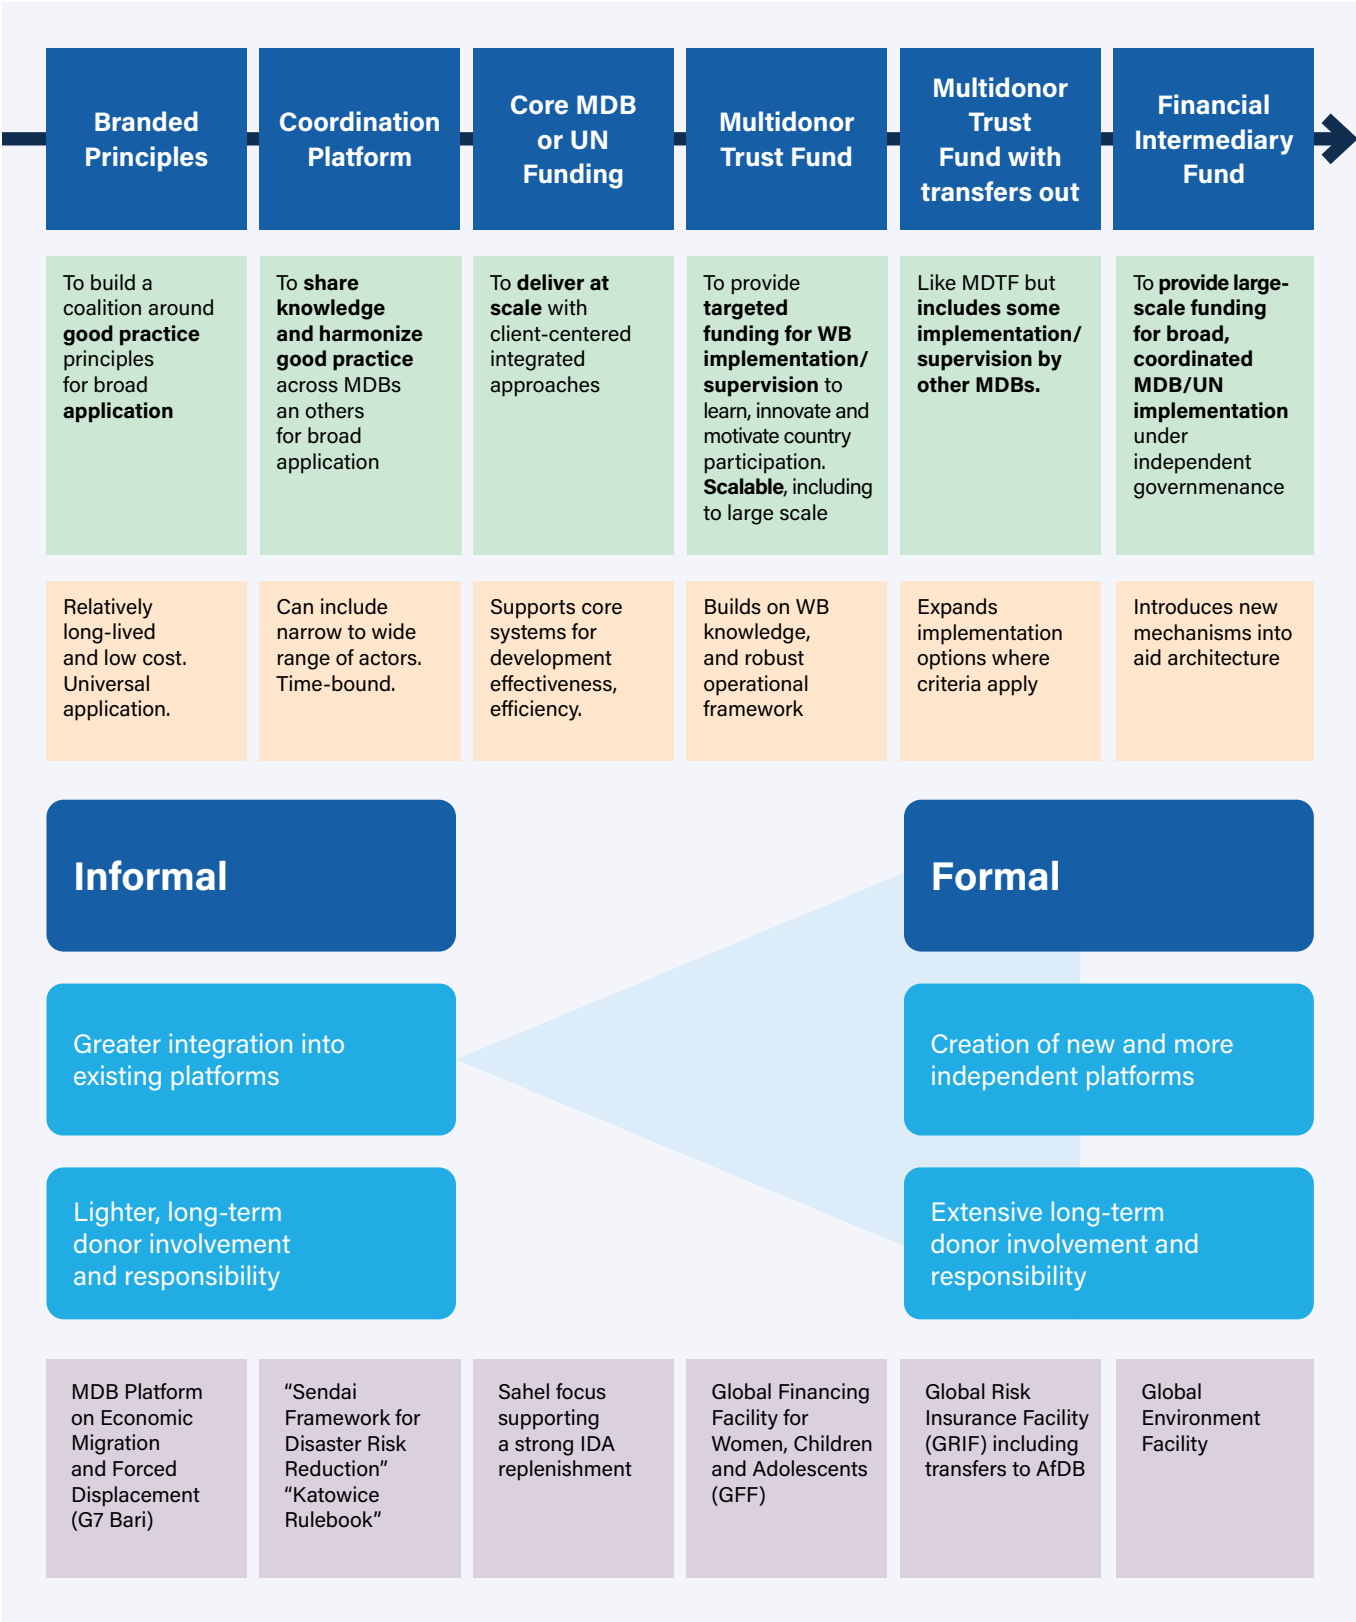 Branded
Principles
Coordination
Platform
Core MDB
or UN
Funding
Multidonor
Trust Fund
Multidonor
Trust
Fund with
transfers out
Financial
Intermediary
Fund
To build a
coalition around
good practice
principles
for broad
application
To share
knowledge
and harmonize
good practice
across MDBs
an others
for broad
application
To deliver at
scale with
client-centered
integrated
approaches
To provide
targeted
funding for WB
implementation/
supervision to
learn, innovate and
motivate country
participation.
Scalable, including
to large scale
Like MDTF but
includes some
implementation/
supervision by
other MDBs.
To provide large-
scale funding
for broad,
coordinated
MDB/UN
implementation
under
independent
governmenance
Relatively
long-lived
and low cost.
Universal
application.
Can include
narrow to wide
range of actors.
Time-bound.
Supports core
systems for
development
effectiveness,
efficiency.
Builds on WB
knowledge,
and robust
operational
framework
Expands
implementation
options where
criteria apply
Introduces new
mechanisms into
aid architecture
Informal
Formal
Greater integration into
existing platforms
Creation of new and more
independent platforms
Lighter, long-term
donor involvement
and responsibility
Extensive long-term
donor involvement and
responsibility
MDB Platform
on Economic
Migration
and Forced
Displacement
(G7 Bari)
“Sendai
Framework for
Disaster Risk
Reduction”
“Katowice
Rulebook”
Sahel focus
supporting
a strong IDA
replenishment
Global Financing
Facility for
Women, Children
and Adolescents
(GFF)
Global Risk
Insurance Facility
(GRIF) including
transfers to AfDB
Global
Environment
Facility